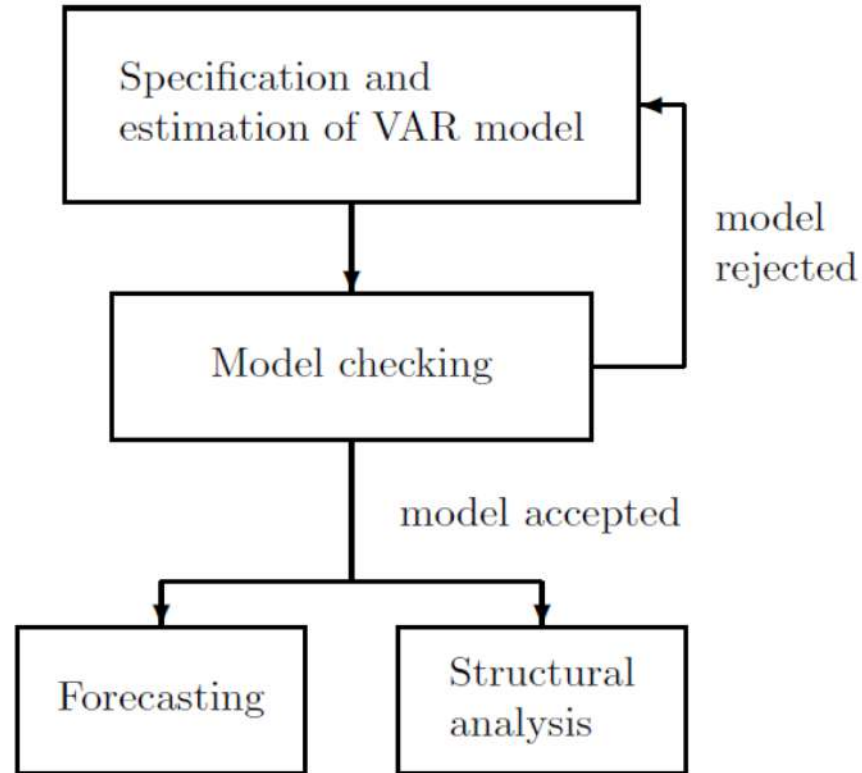 Specification and
estimation of VAR model
model
rejected
Model checking
model accepted
Forecasting
Structural
analysis